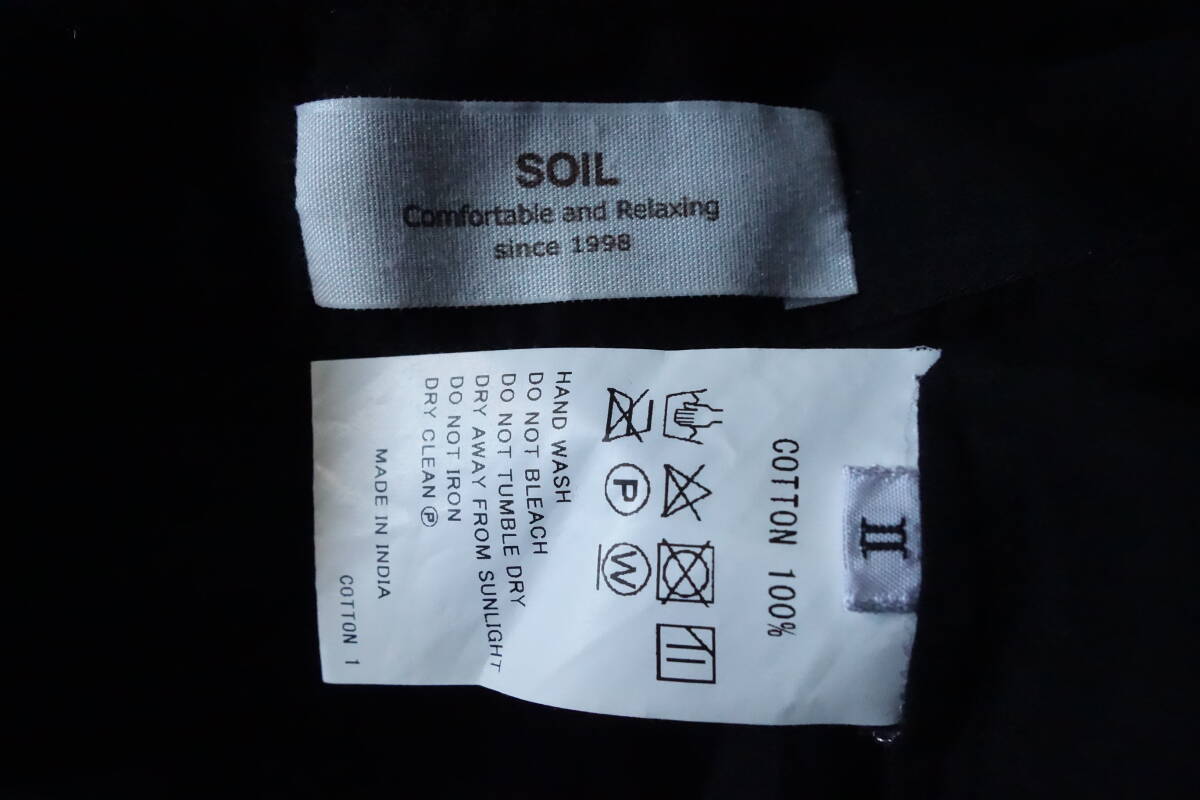 SOIL
Comfortable and Relaxing
since 1998
II
COTTON 100%
P W
HAND WASH
DO NOT BLEACH
DO NOT TUMBLE DRY
DRY AWAY FROM SUNLIGHT
DO NOT IRON
DRY CLEAN Ⓟ
MADE IN INDIA
COTTON 1